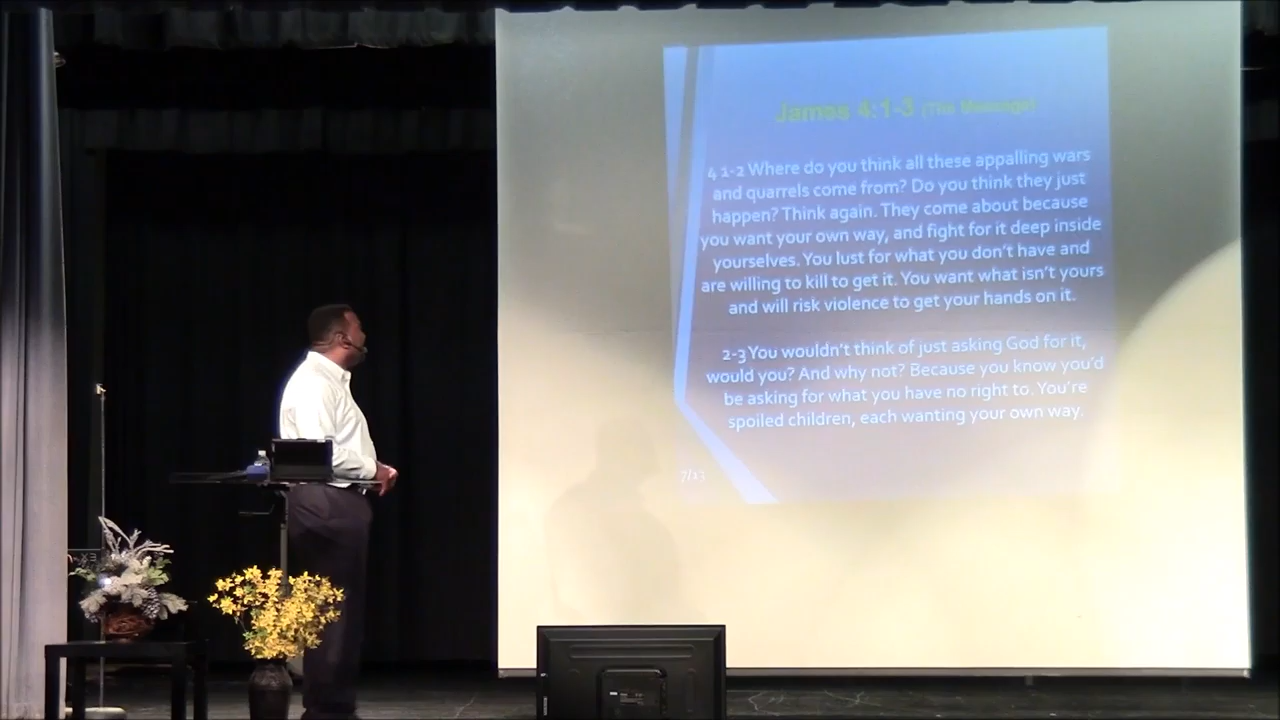 James 4:1-3 (The Message)
4 1-2 Where do you think all these appalling wars
and quarrels come from? Do you think they just
happen? Think again. They come about because
you want your own way, and fight for it deep inside
yourselves. You lust for what you don't have and
are willing to kill to get it. You want what isn't yours
and will risk violence to get your hands on it.
2-3 You wouldn't think of just asking God for it,
would you? And why not? Because you know you'd
be asking for what you have no right to. You're
spoiled children, each wanting your own way.
7/13